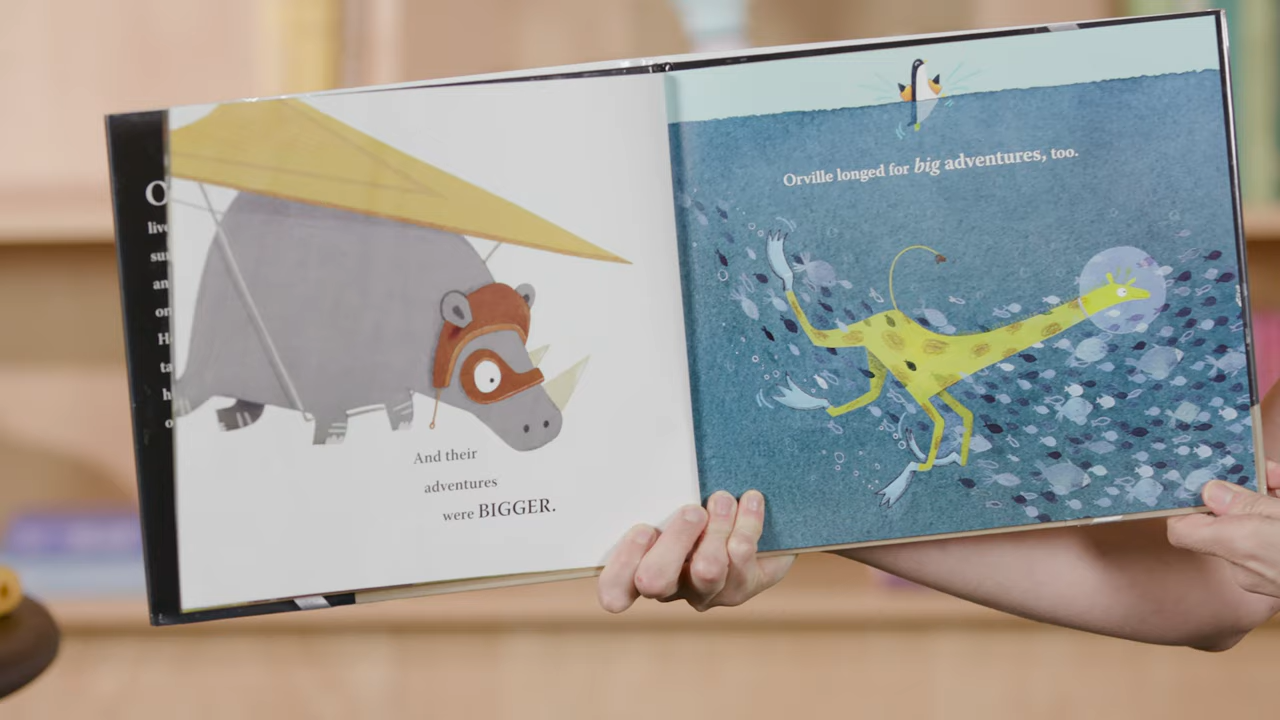 O
And their
adventures
were BIGGER.
Orville longed for big adventures, too.